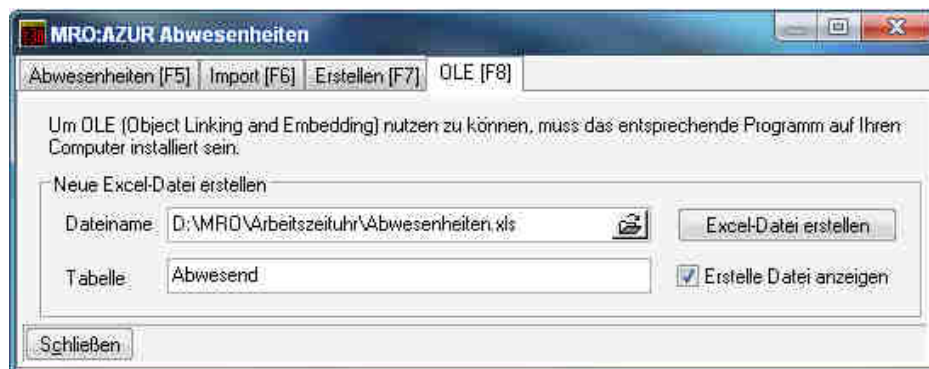 MRO:AZUR Abwesenheiten
Abwesenheiten [F5] Import [F6] Erstellen [F7] OLE [F8]
Um OLE (Object Linking and Embedding) nutzen zu können, muss das entsprechende Programm auf Ihren
Computer installiert sein.
Neue Excel-Datei erstellen
Dateiname D:\MRO\Arbeitszeituhr\Abwesenheiten.xls Excel-Datei erstellen
Tabelle Abwesend Erstelle Datei anzeigen
Schließen